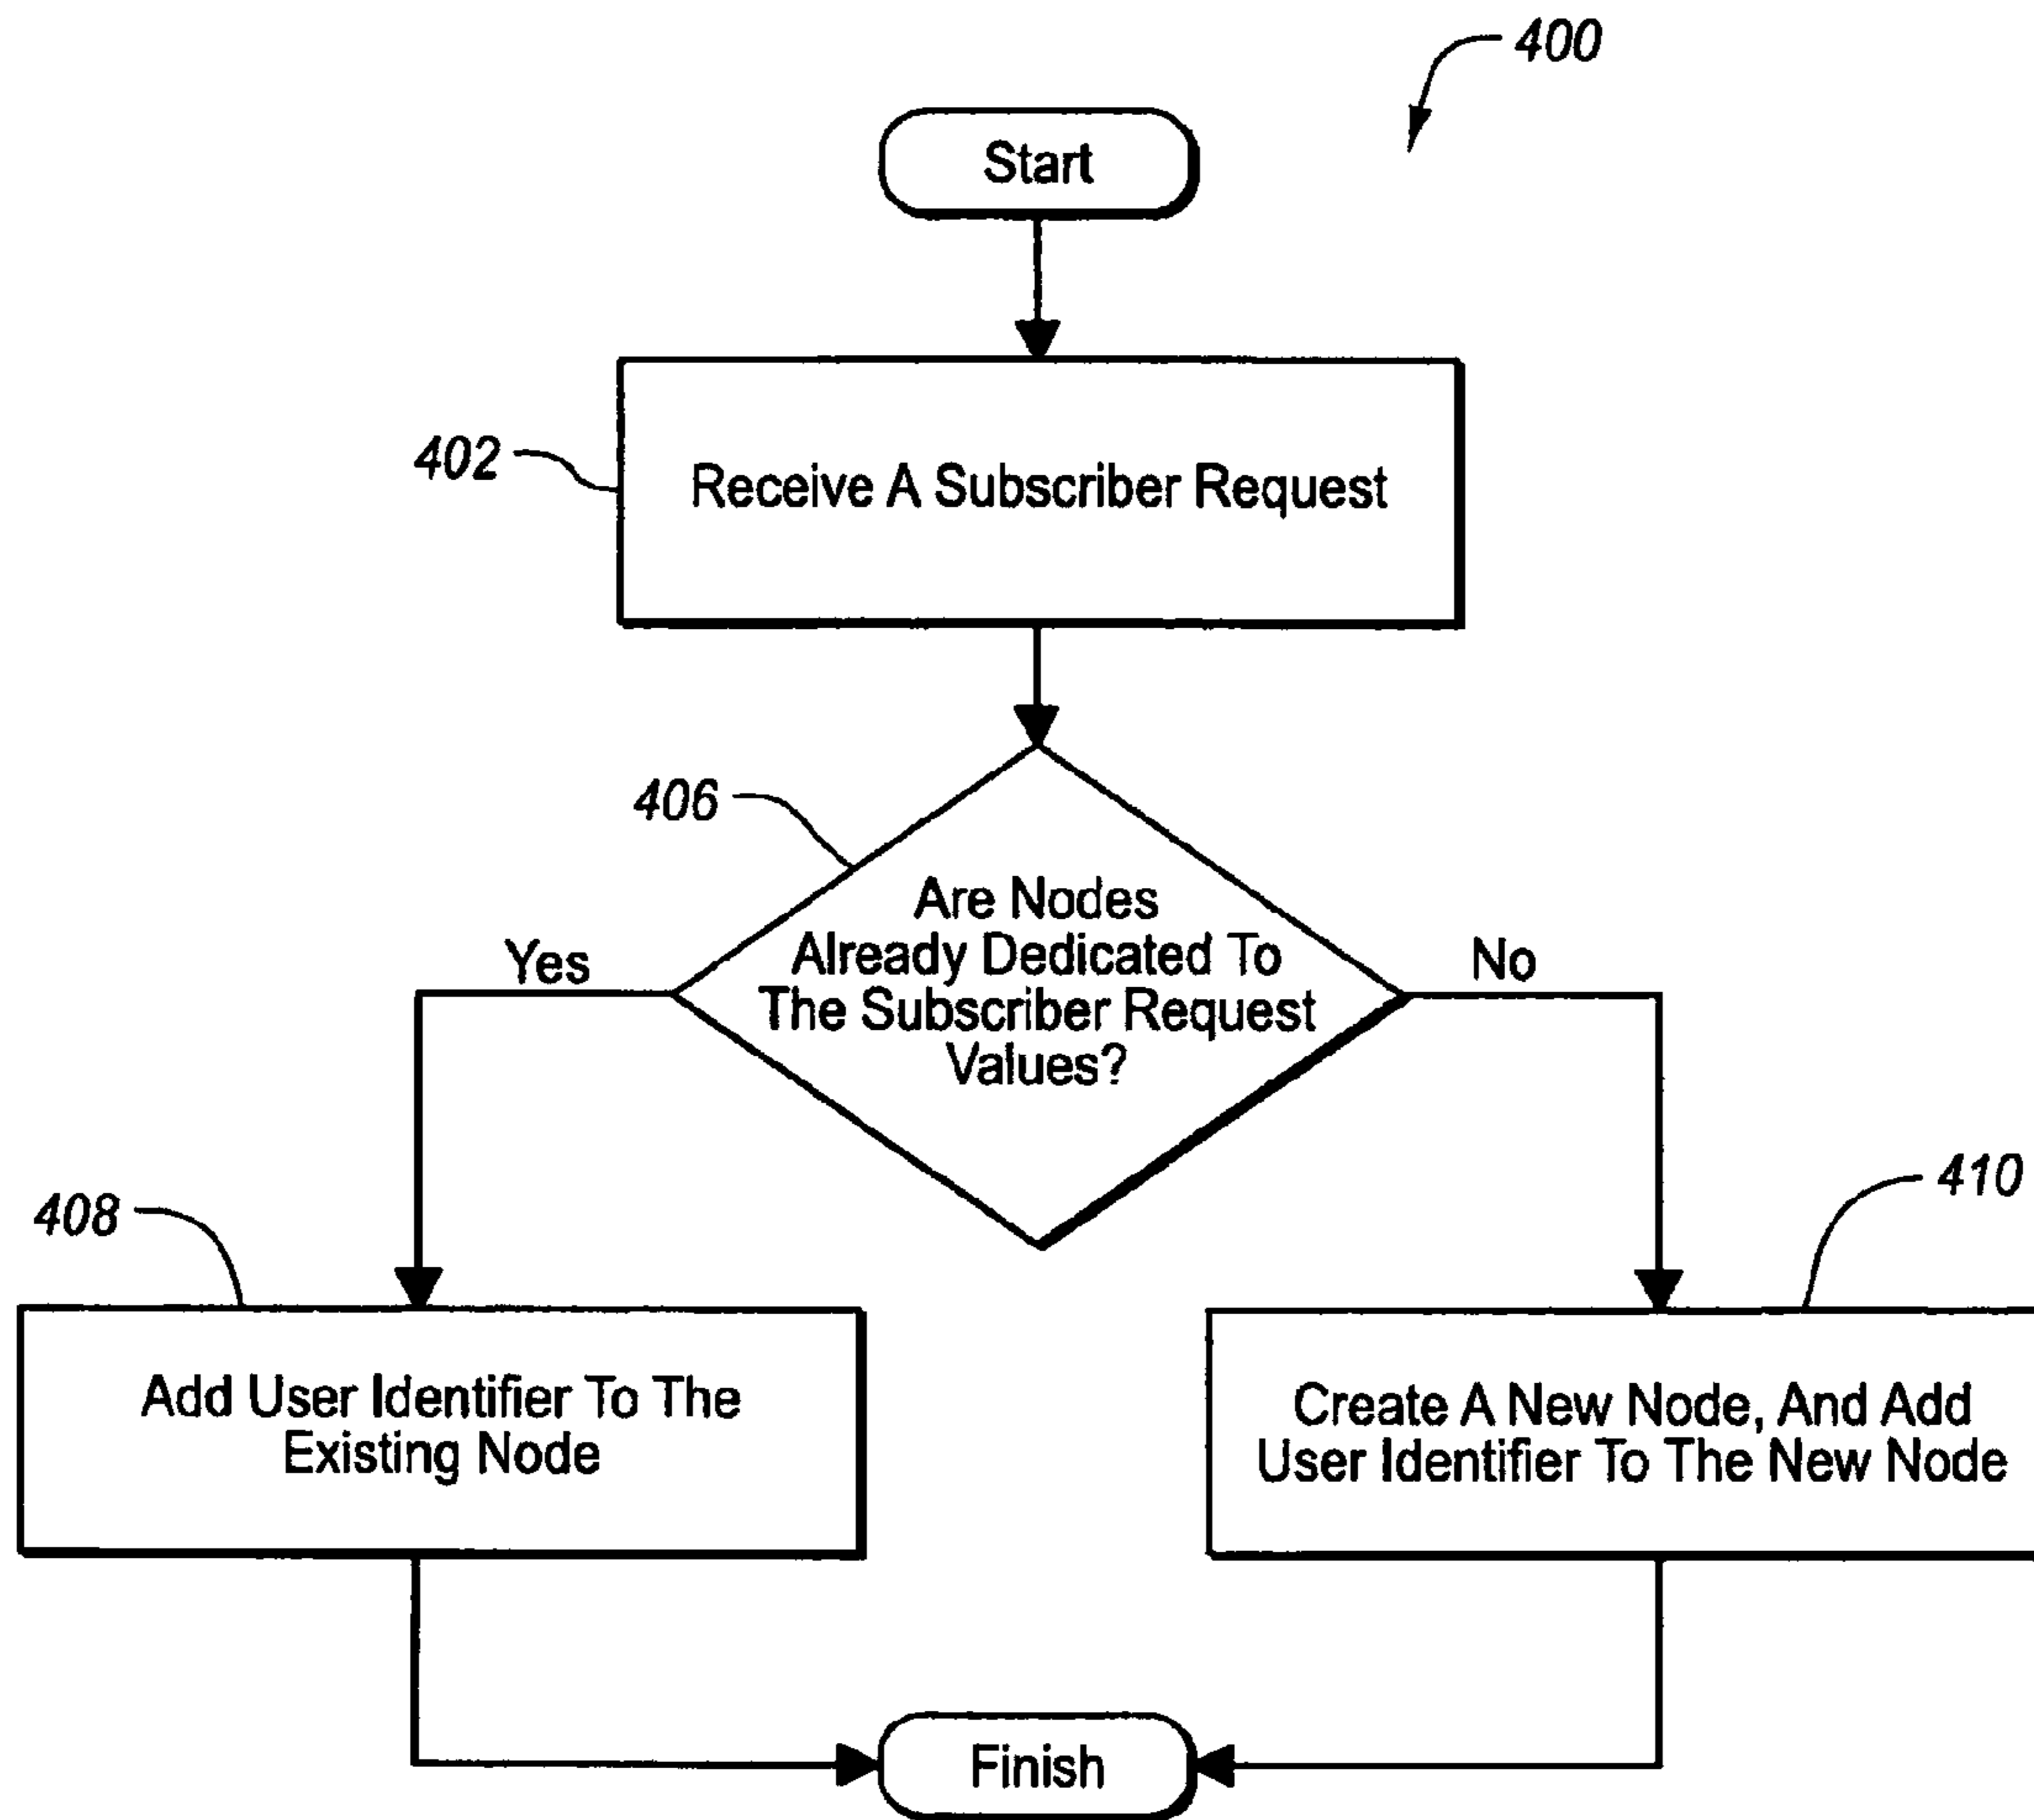 400
Start
402
Receive A Subscriber Request
406
Are Nodes
Already Dedicated To
The Subscriber Request
Values?
Yes
No
408
410
Add User Identifier To The
Existing Node
Create A New Node, And Add
User Identifier To The New Node
Finish